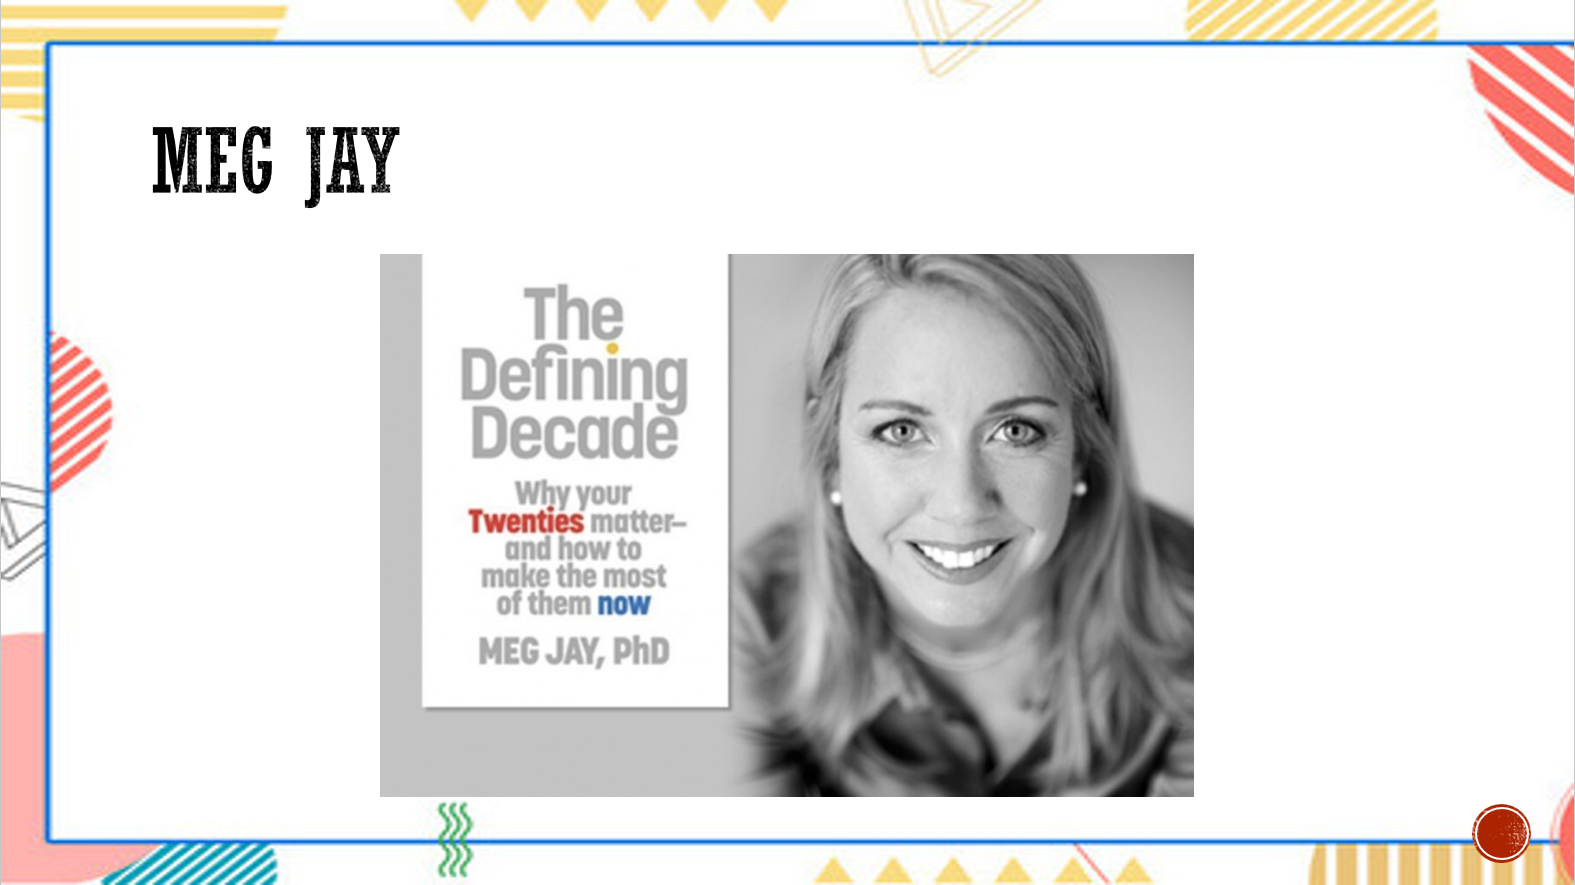 MEG JAY
The
Defining
Decade
Why your
Twenties matter–
and how to
make the most
of them now
MEG JAY, PhD